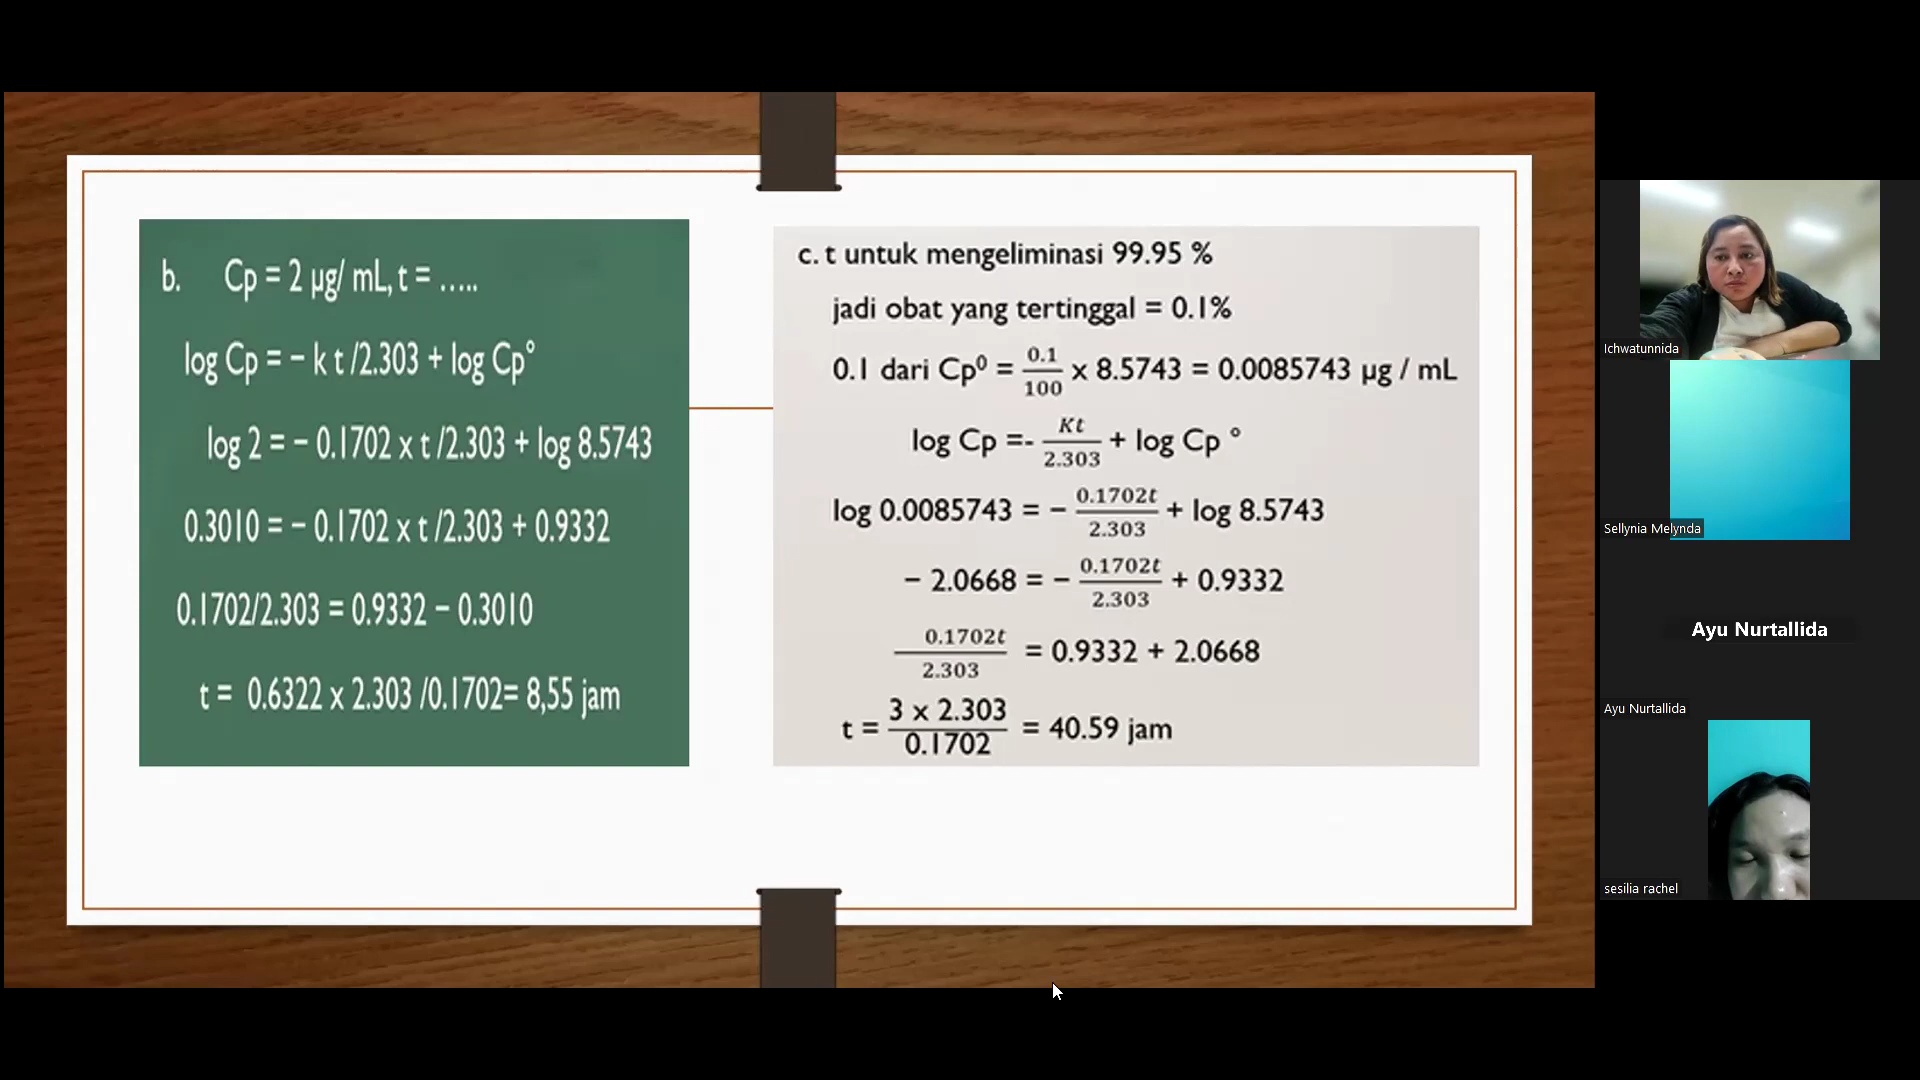 b. Cp = 2 µg/ mL, t = .....
log Cp = − k t /2.303 + log Cp°
log 2 = − 0.1702 x t /2.303 + log 8.5743
0.3010 = − 0.1702 x t /2.303 + 0.9332
0.1702/2.303 = 0.9332 − 0.3010
t = 0.6322 x 2.303 /0.1702= 8,55 jam
c. t untuk mengeliminasi 99.95 %
jadi obat yang tertinggal = 0.1%
0.1 dari Cp⁰ = 0.1/100 x 8.5743 = 0.0085743 µg / mL
log Cp =- Kt/2.303 + log Cp °
log 0.0085743 = − 0.1702t/2.303 + log 8.5743
− 2.0668 = − 0.1702t/2.303 + 0.9332
0.1702t/2.303 = 0.9332 + 2.0668
t = 3 x 2.303/0.1702 = 40.59 jam
Ichwatunnida
Sellynia Melynda
Ayu Nurtallida
Ayu Nurtallida
sesilia rachel